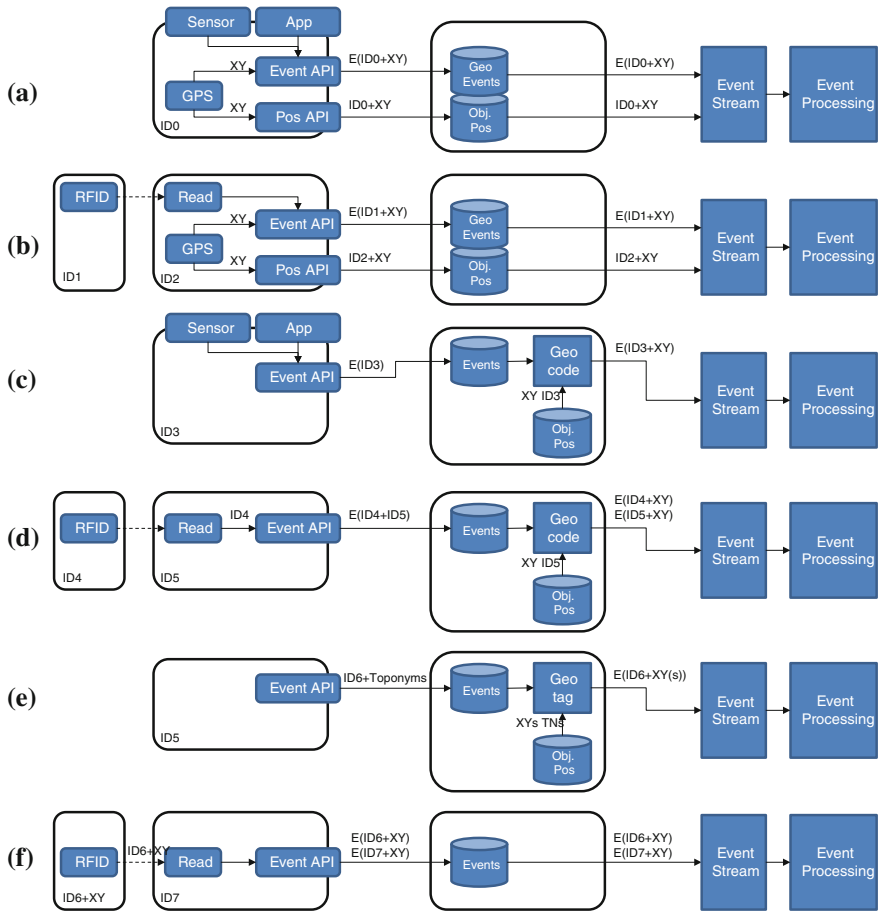 (a)
Sensor
App
XY
Event API
GPS
XY
Pos API
ID0
E(ID0+XY)
ID0+XY
Geo
Events
Obj.
Pos
E(ID0+XY)
ID0+XY
Event
Stream
Event
Processing
(b)
RFID
ID1
Read
XY
Event API
GPS
XY
Pos API
ID2
E(ID1+XY)
ID2+XY
Geo
Events
Obj.
Pos
E(ID1+XY)
ID2+XY
Event
Stream
Event
Processing
(c)
Sensor
App
Event API
ID3
E(ID3)
Events
Geo
code
XY ID3
Obj.
Pos
E(ID3+XY)
Event
Stream
Event
Processing
(d)
RFID
ID4
Read
ID4
Event API
ID5
E(ID4+ID5)
Events
Geo
code
XY ID5
Obj.
Pos
E(ID4+XY)
E(ID5+XY)
Event
Stream
Event
Processing
(e)
Event API
ID5
ID6+Toponyms
Events
Geo
tag
XYs TNs
Obj.
Pos
E(ID6+XY(s))
Event
Stream
Event
Processing
(f)
RFID
ID6+XY
ID6+XY
Read
Event API
ID7
E(ID6+XY)
E(ID7+XY)
Events
E(ID6+XY)
E(ID7+XY)
Event
Stream
Event
Processing